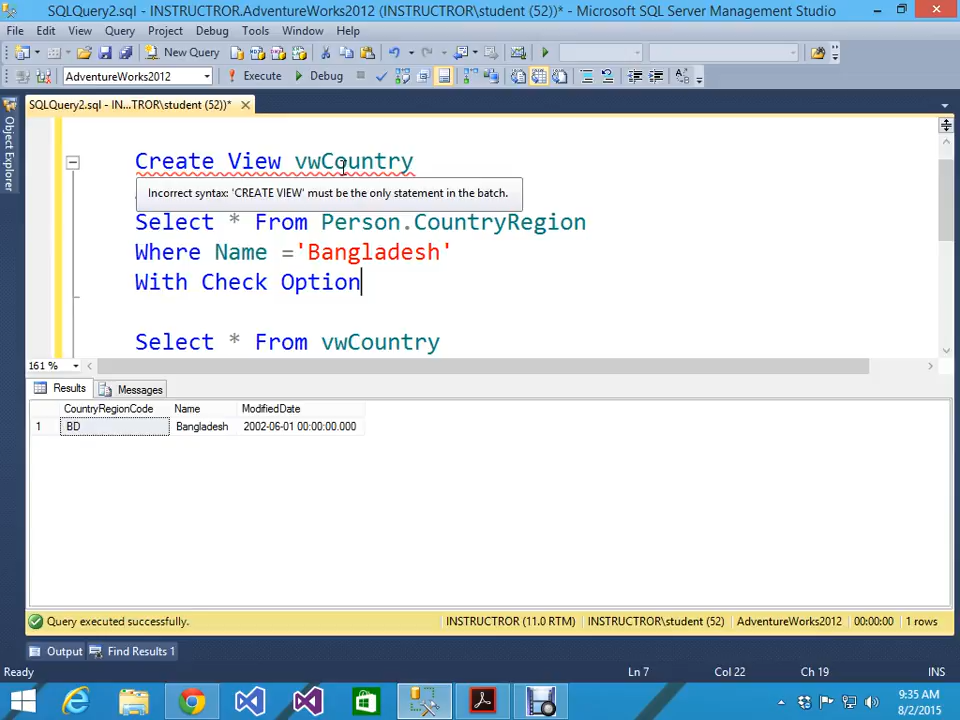 SQLQuery2.sql - INSTRUCTROR.AdventureWorks2012 (INSTRUCTROR\student (52))* - Microsoft SQL Server Management Studio
File Edit View Query Project Debug Tools Window Help
New Query
AdventureWorks2012 Execute Debug
SQLQuery2.sql - IN...TROR\student (52))*
Object Explorer
Create View vwCountry
Incorrect syntax: 'CREATE VIEW' must be the only statement in the batch.
Select * From Person.CountryRegion
Where Name ='Bangladesh'
With Check Option
Select * From vwCountry
161 %
Results Messages
CountryRegionCode Name ModifiedDate
1 BD Bangladesh 2002-06-01 00:00:00.000
Query executed successfully. INSTRUCTROR (11.0 RTM) INSTRUCTROR\student (52) AdventureWorks2012 00:00:00 1 rows
Output Find Results 1
Ready Ln 7 Col 22 Ch 19 INS
9:35 AM
8/2/2015